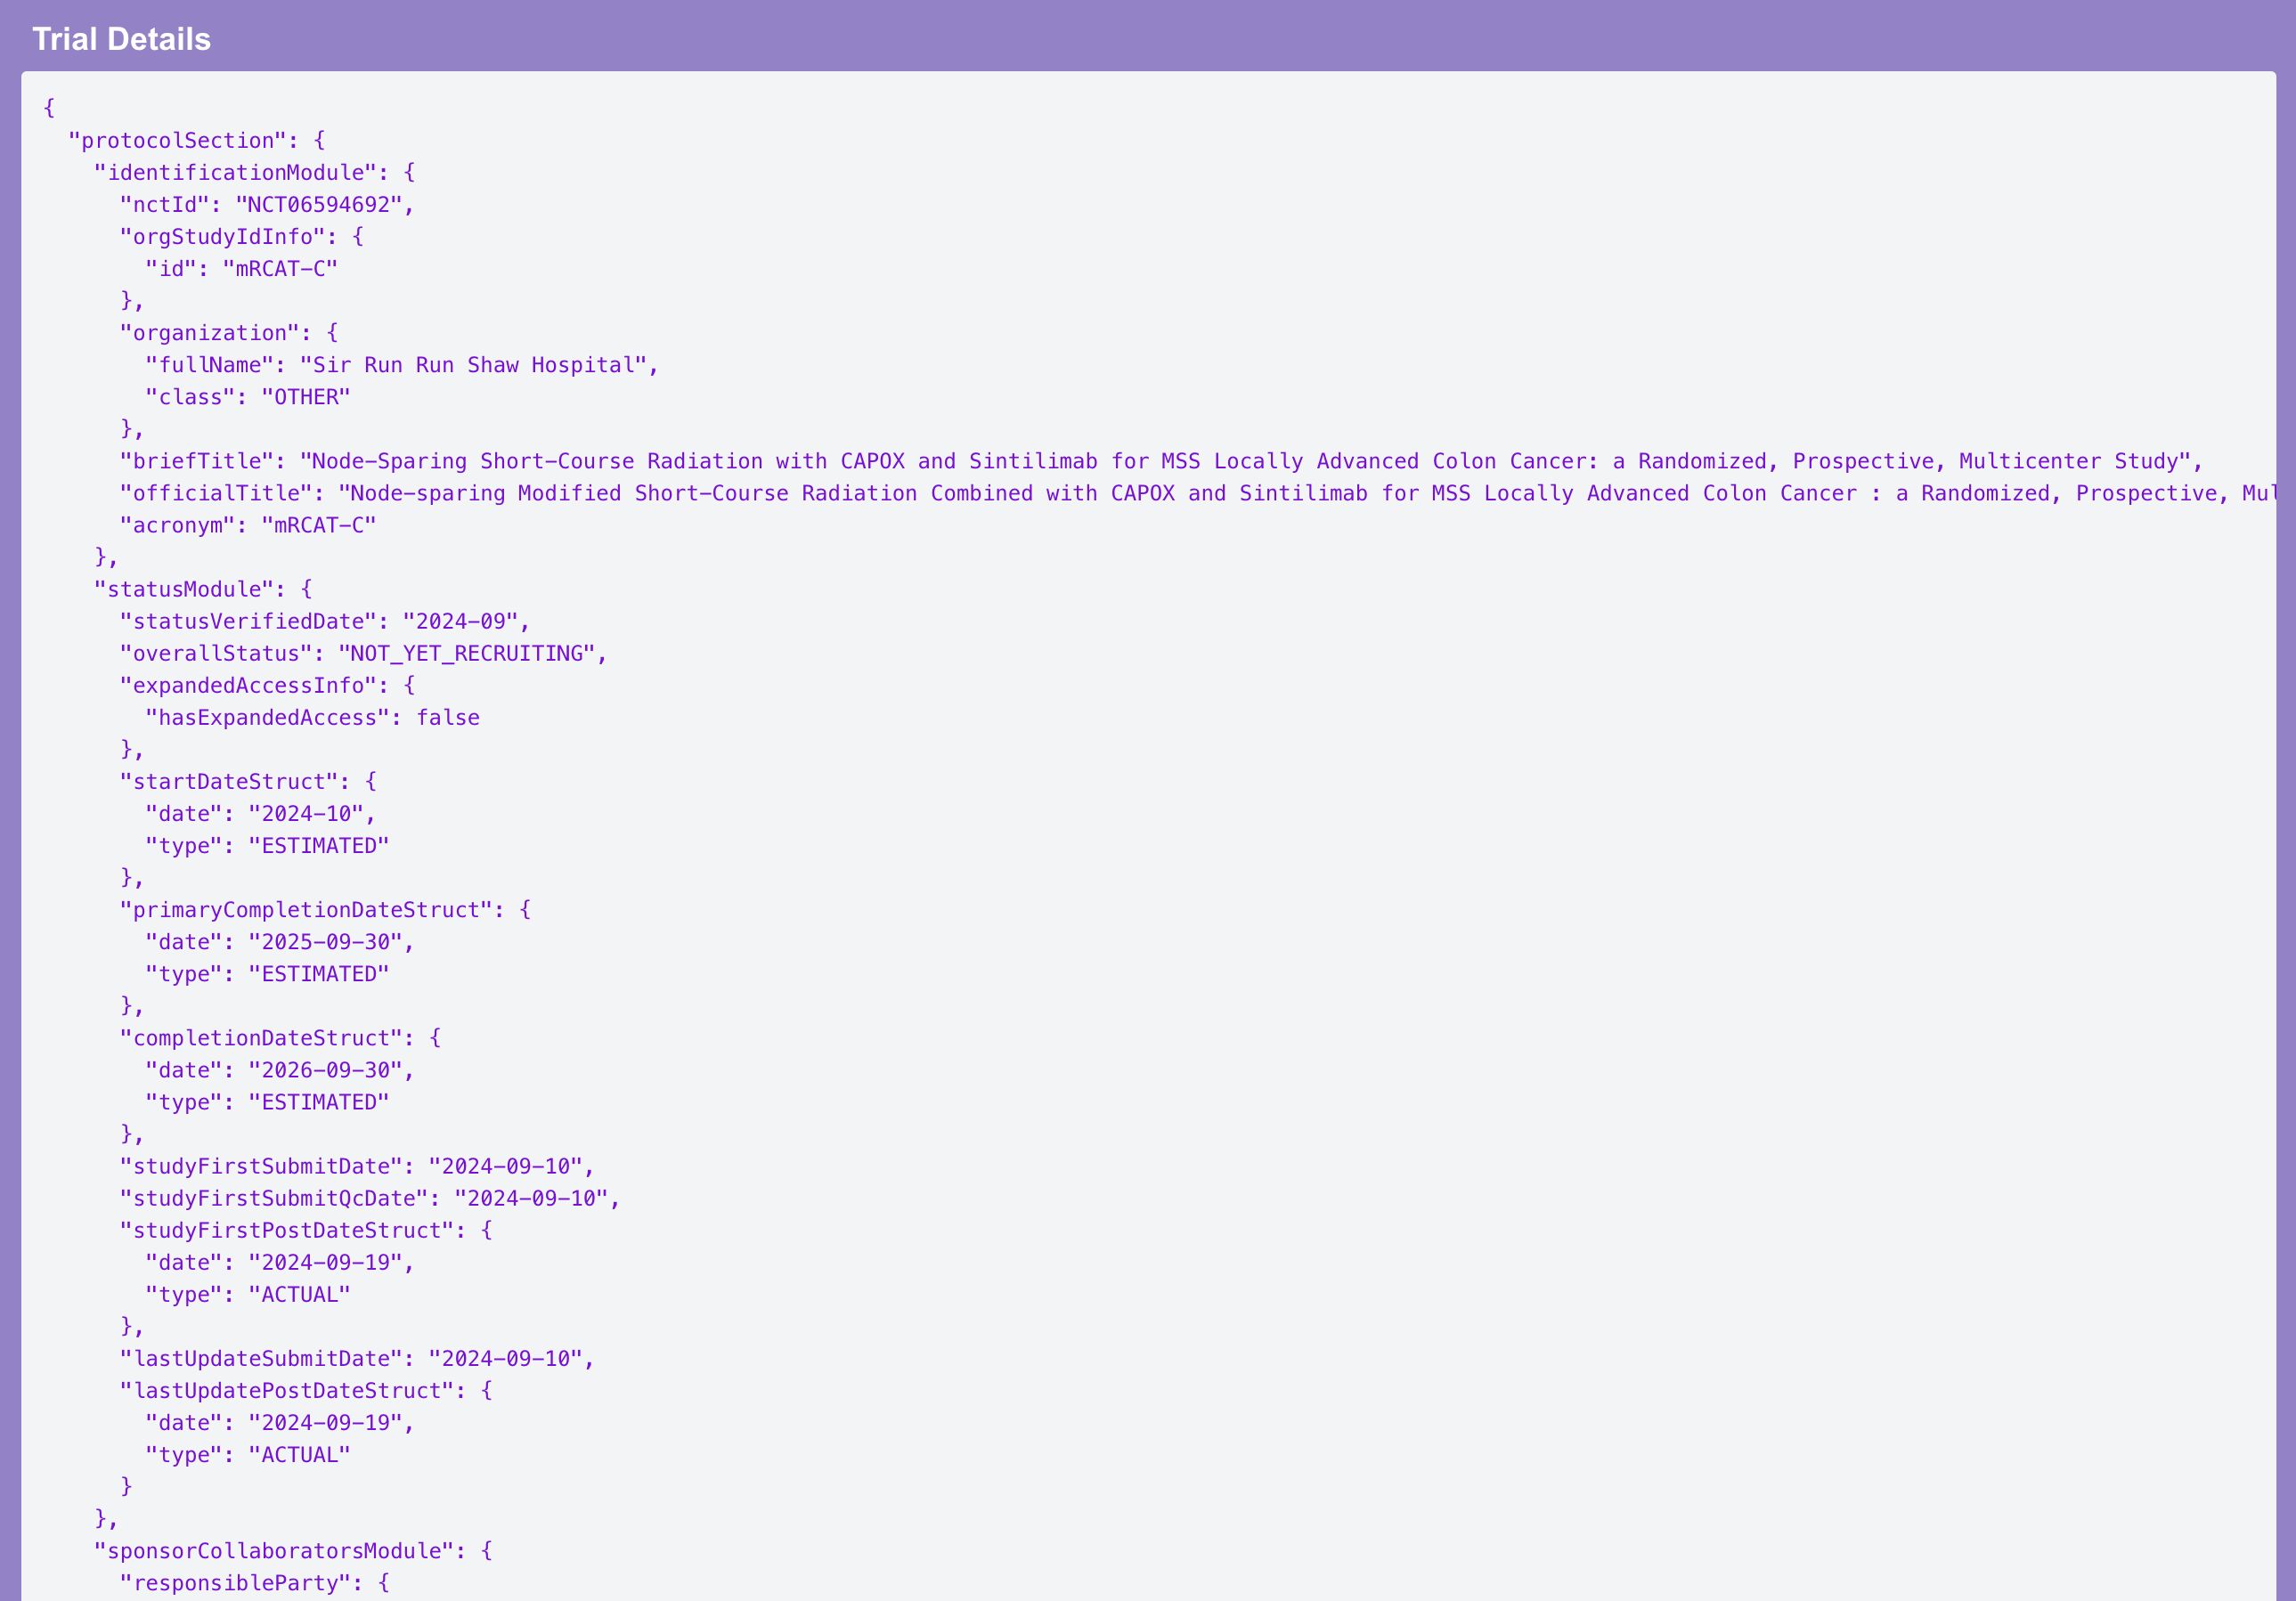 Trial Details
{
  "protocolSection": {
    "identificationModule": {
      "nctId": "NCT06594692",
      "orgStudyIdInfo": {
        "id": "mRCAT-C"
      },
      "organization": {
        "fullName": "Sir Run Run Shaw Hospital",
        "class": "OTHER"
      },
      "briefTitle": "Node-Sparing Short-Course Radiation with CAPOX and Sintilimab for MSS Locally Advanced Colon Cancer: a Randomized, Prospective, Multicenter Study",
      "officialTitle": "Node-sparing Modified Short-Course Radiation Combined with CAPOX and Sintilimab for MSS Locally Advanced Colon Cancer : a Randomized, Prospective, Mul
      "acronym": "mRCAT-C"
    },
    "statusModule": {
      "statusVerifiedDate": "2024-09",
      "overallStatus": "NOT_YET_RECRUITING",
      "expandedAccessInfo": {
        "hasExpandedAccess": false
      },
      "startDateStruct": {
        "date": "2024-10",
        "type": "ESTIMATED"
      },
      "primaryCompletionDateStruct": {
        "date": "2025-09-30",
        "type": "ESTIMATED"
      },
      "completionDateStruct": {
        "date": "2026-09-30",
        "type": "ESTIMATED"
      },
      "studyFirstSubmitDate": "2024-09-10",
      "studyFirstSubmitQcDate": "2024-09-10",
      "studyFirstPostDateStruct": {
        "date": "2024-09-19",
        "type": "ACTUAL"
      },
      "lastUpdateSubmitDate": "2024-09-10",
      "lastUpdatePostDateStruct": {
        "date": "2024-09-19",
        "type": "ACTUAL"
      }
    },
    "sponsorCollaboratorsModule": {
      "responsibleParty": {